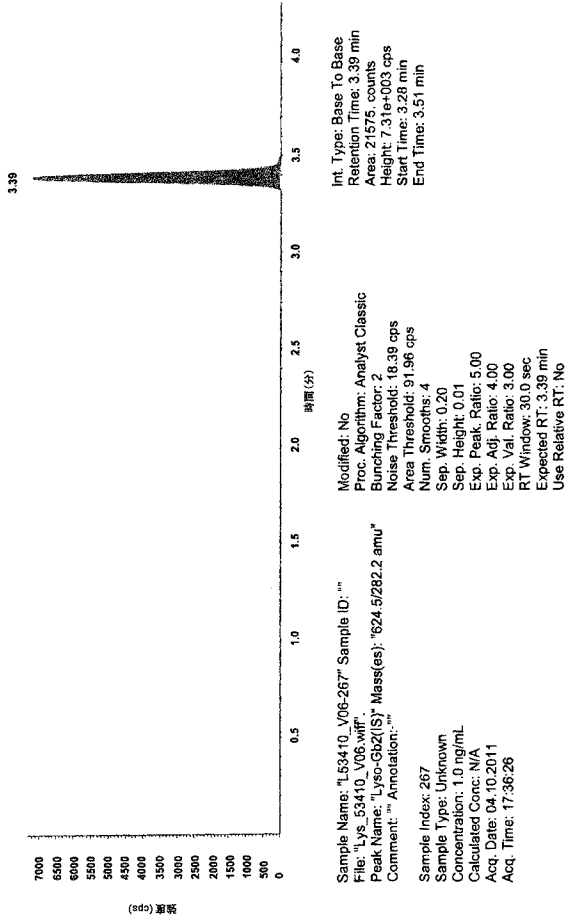 3.39
強度(cps)
7000
6500
6000
5500
5000
4500
4000
3500
3000
2500
2000
1500
1000
500
0
0.5
1.0
1.5
2.0
2.5
3.0
3.5
4.0
時間(分)
Sample Name: "L53410_V06-267" Sample ID: ""
File: "Lys_53410_V06.wiff"
Peak Name: "Lyso-Gb2(IS)" Mass(es): "624.5/282.2 amu"
Comment: "" Annotation: ""
Sample Index: 267
Sample Type: Unknown
Concentration: 1.0 ng/mL
Calculated Conc: N/A
Acq. Date: 04.10.2011
Acq. Time: 17:36:26
Modified: No
Proc. Algorithm: Analyst Classic
Bunching Factor: 2
Noise Threshold: 18.39 cps
Area Threshold: 91.96 cps
Num. Smooths: 4
Sep. Width: 0.20
Sep. Height: 0.01
Exp. Peak. Ratio: 5.00
Exp. Adj. Ratio: 4.00
Exp. Val. Ratio: 3.00
RT Window: 30.0 sec
Expected RT: 3.39 min
Use Relative RT: No
Int. Type: Base To Base
Retention Time: 3.39 min
Area: 21575. counts
Height: 7.31e+003 cps
Start Time: 3.28 min
End Time: 3.51 min